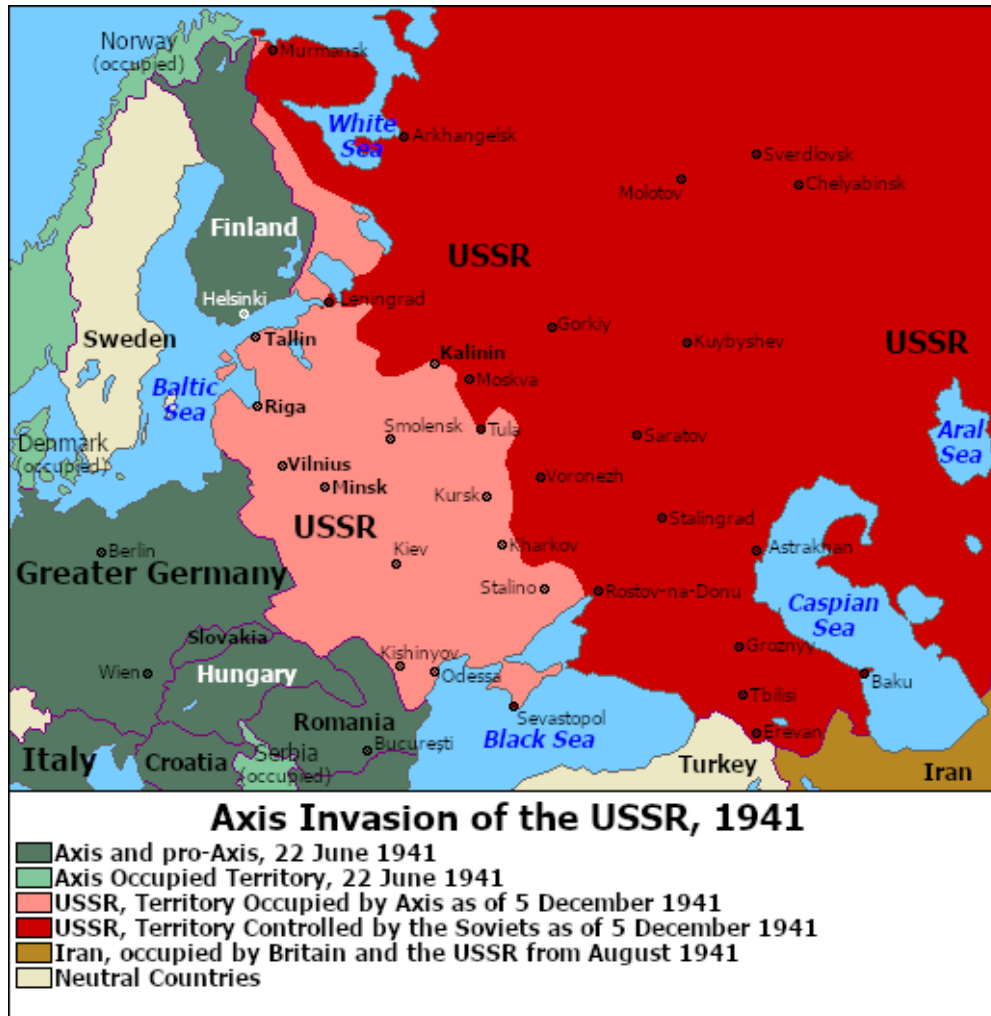 Norway
(occupied)
Murmansk
White
Sea
Arkhangelsk
Sverdlovsk
Molotov
Chelyabinsk
Finland
USSR
Helsinki
Leningrad
Gorkiy
Sweden
Tallin
Kuybyshev
USSR
Kalinin
Moskva
Baltic
Sea
Riga
Smolensk
Tula
Saratov
Aral
Sea
Denmark
(occupied)
Vilnius
Minsk
Kursk
Voronezh
USSR
Stalingrad
Berlin
Kiev
Kharkov
Astrakhan
Greater Germany
Stalino
Rostov-na-Donu
Caspian
Sea
Slovakia
Wien
Hungary
Kishinyov
Odessa
Groznyy
Baku
Tbilisi
Romania
Sevastopol
Black Sea
Erevan
Italy
Croatia
Serbia
(occupied)
Bucureşti
Turkey
Iran
Axis Invasion of the USSR, 1941
Axis and pro-Axis, 22 June 1941
Axis Occupied Territory, 22 June 1941
USSR, Territory Occupied by Axis as of 5 December 1941
USSR, Territory Controlled by the Soviets as of 5 December 1941
Iran, occupied by Britain and the USSR from August 1941
Neutral Countries